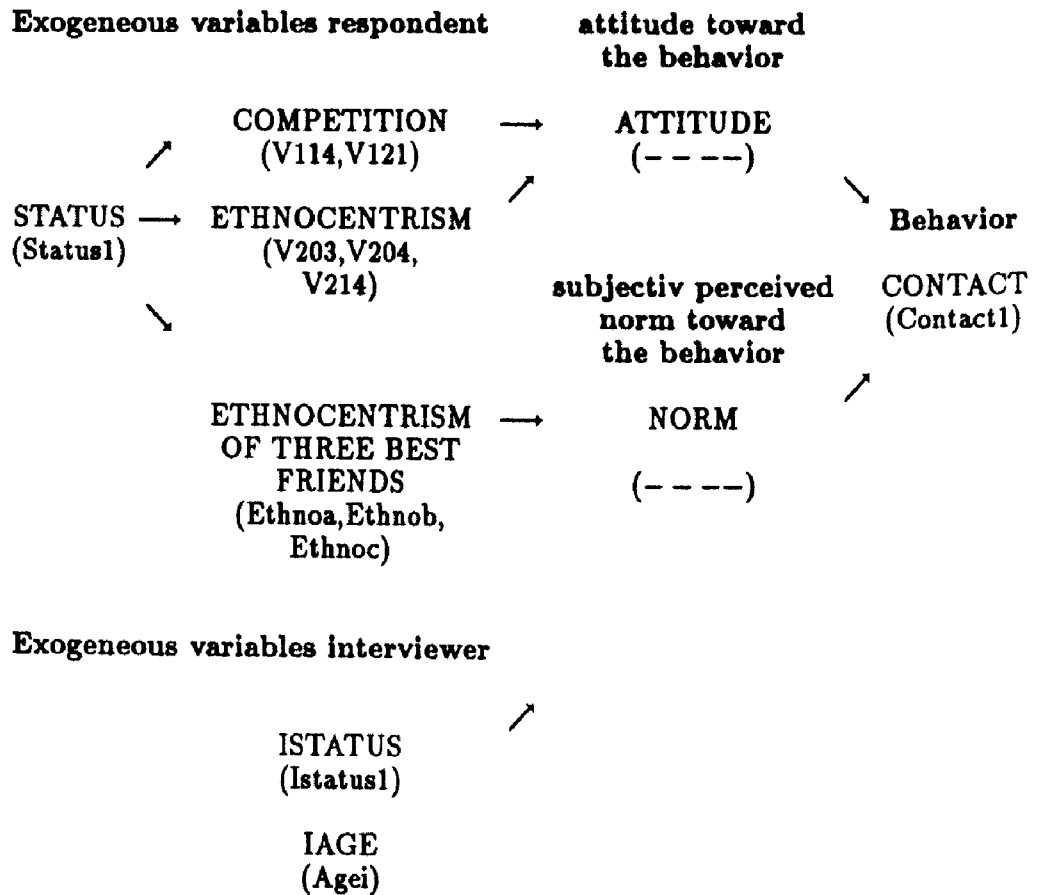 Exogeneous variables respondent
attitude toward
the behavior
COMPETITION
(V114,V121)
ATTITUDE
(– – – –)
STATUS
(Status1)
ETHNOCENTRISM
(V203,V204,
V214)
Behavior
CONTACT
(Contact1)
subjectiv perceived
norm toward
the behavior
ETHNOCENTRISM
OF THREE BEST
FRIENDS
(Ethnoa,Ethnob,
Ethnoc)
NORM
(– – – –)
Exogeneous variables interviewer
ISTATUS
(Istatus1)
IAGE
(Agei)